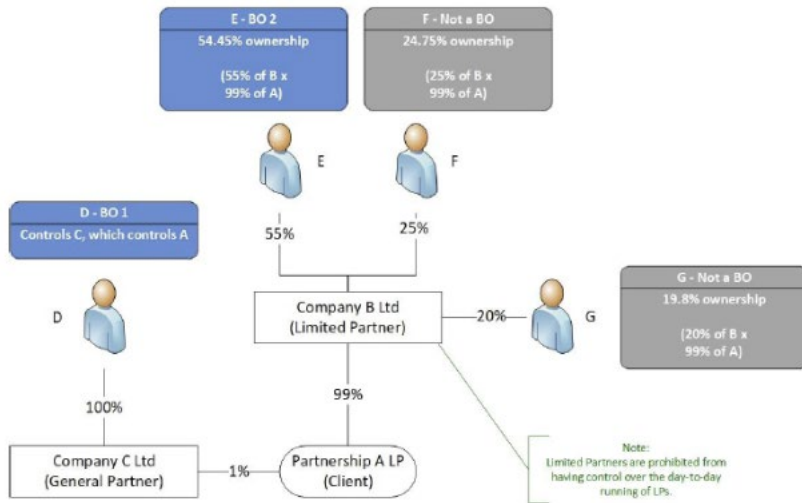 E - BO 2
54.45% ownership
(55% of B x
99% of A)
F - Not a BO
24.75% ownership
(25% of B x
99% of A)
E
F
D - BO 1
Controls C, which controls A
55%
25%
G - Not a BO
19.8% ownership
(20% of B x
99% of A)
D
Company B Ltd
(Limited Partner)
20%
G
100%
99%
Company C Ltd
(General Partner)
1%
Partnership A LP
(Client)
Note:
Limited Partners are prohibited from
having control over the day-to-day
running of LPs.